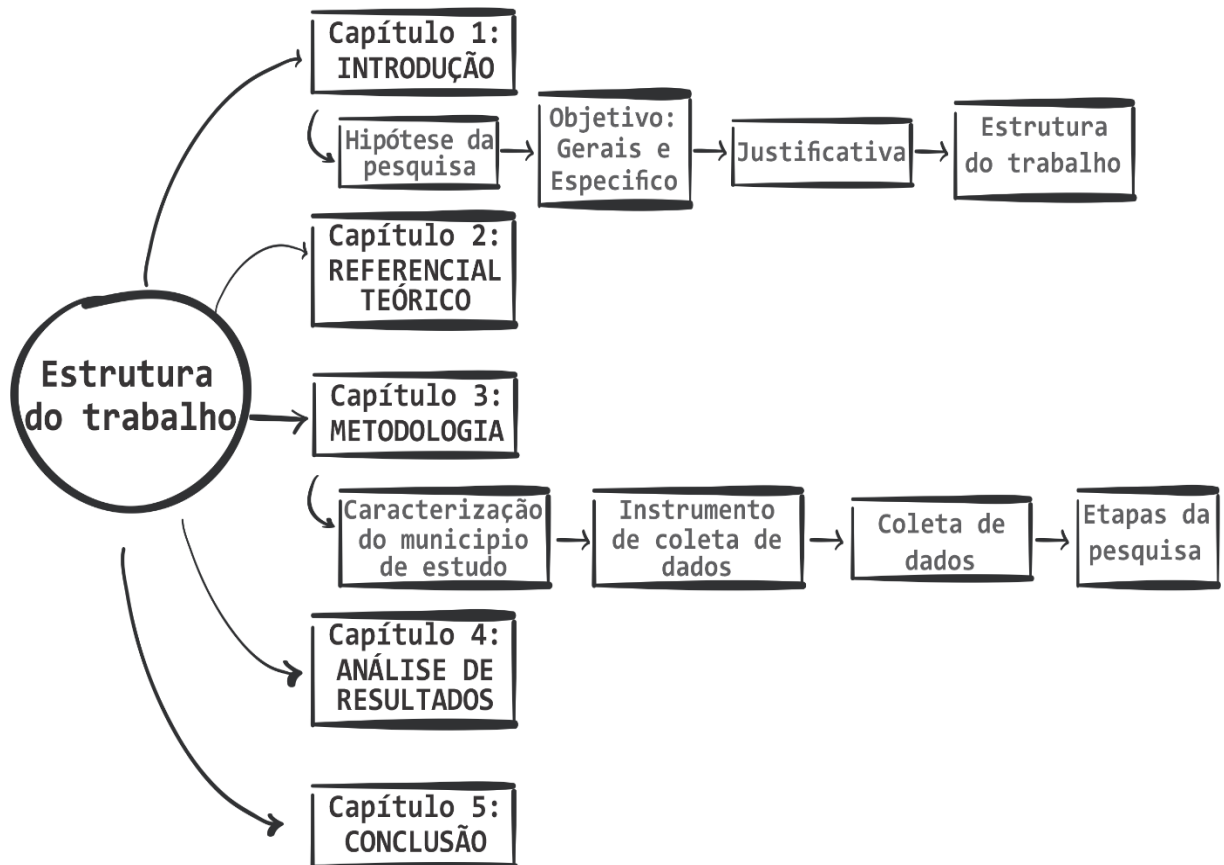 Capítulo 1:
INTRODUÇÃO
Hipótese da
pesquisa
Objetivo:
Gerais e
Especifico
Justificativa
Estrutura
do trabalho
Capítulo 2:
REFERENCIAL
TEÓRICO
Estrutura
do trabalho
Capítulo 3:
METODOLOGIA
Caracterização
do municipio
de estudo
Instrumento
de coleta de
dados
Coleta de
dados
Etapas da
pesquisa
Capítulo 4:
ANÁLISE DE
RESULTADOS
Capítulo 5:
CONCLUSÃO